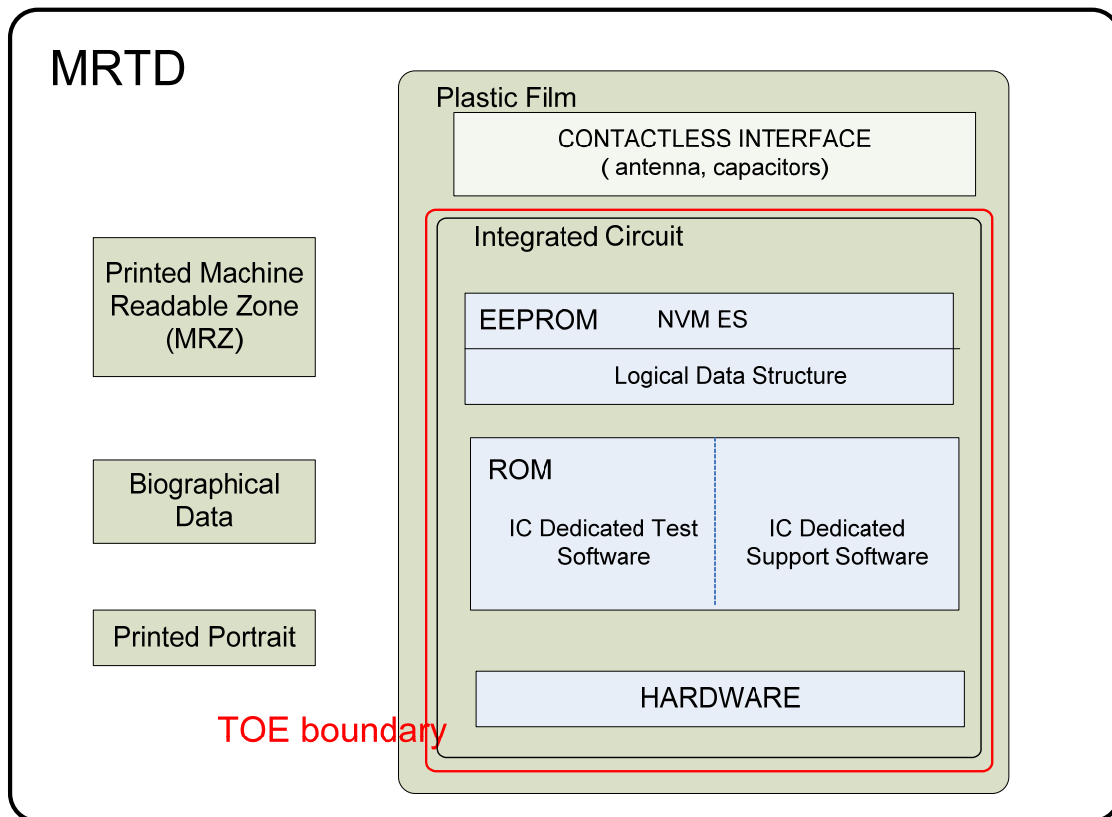 MRTD
Plastic Film
CONTACTLESS INTERFACE
( antenna, capacitors)
Integrated Circuit
Printed Machine
Readable Zone
(MRZ)
EEPROM NVM ES
Logical Data Structure
ROM
IC Dedicated Test
Software
IC Dedicated
Support Software
Biographical
Data
Printed Portrait
HARDWARE
TOE boundary